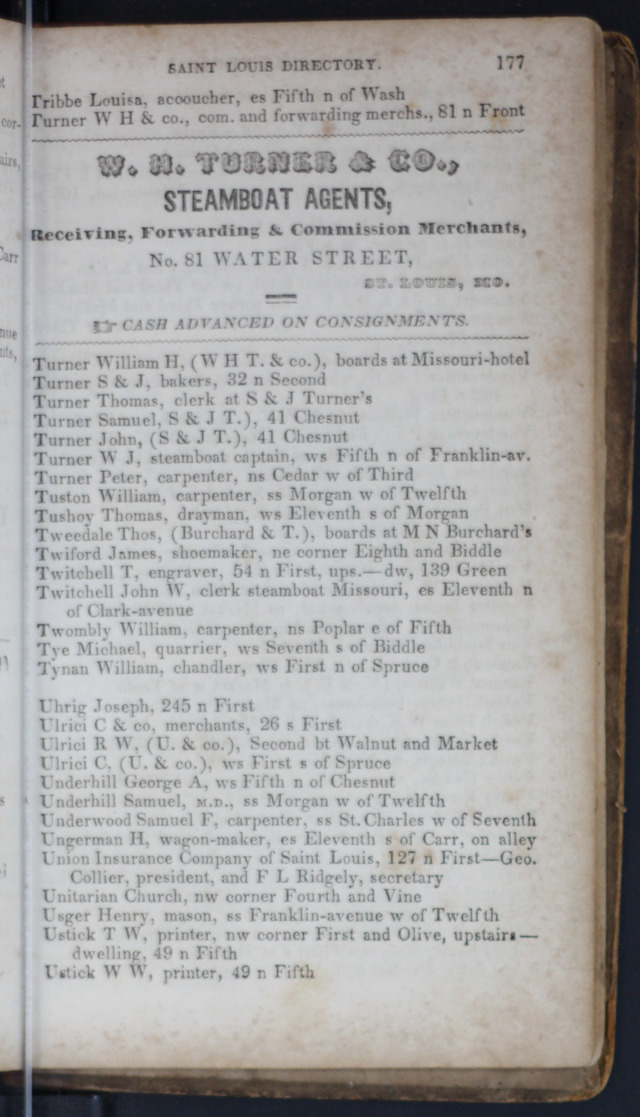 SAINT LOUIS DIRECTORY. 177
Tribbe Louisa, acooucher, es Fifth n of Wash
Turner W H & co., com. and forwarding merchs., 81 n Front
W. H. TURNER & CO.,
STEAMBOAT AGENTS,
Receiving, Forwarding & Commission Merchants,
No. 81 WATER STREET,
ST. LOUIS, MO.
☞ CASH ADVANCED ON CONSIGNMENTS.
Turner William H, (W H T. & co.), boards at Missouri-hotel
Turner S & J, bakers, 32 n Second
Turner Thomas, clerk at S & J Turner's
Turner Samuel, S & J T.), 41 Chesnut
Turner John, (S & J T.), 41 Chesnut
Turner W J, steamboat captain, ws Fifth n of Franklin-av.
Turner Peter, carpenter, ns Cedar w of Third
Tuston William, carpenter, ss Morgan w of Twelfth
Tushoy Thomas, drayman, ws Eleventh s of Morgan
Tweedale Thos, (Burchard & T.), boards at M N Burchard's
Twiford James, shoemaker, ne corner Eighth and Biddle
Twitchell T, engraver, 54 n First, ups.—dw, 139 Green
Twitchell John W, clerk steamboat Missouri, es Eleventh n
of Clark-avenue
Twombly William, carpenter, ns Poplar e of Fifth
Tye Michael, quarrier, ws Seventh s of Biddle
Tynan William, chandler, ws First n of Spruce
Uhrig Joseph, 245 n First
Ulrici C & co, merchants, 26 s First
Ulrici R W, (U. & co.), Second bt Walnut and Market
Ulrici C, (U. & co.), ws First s of Spruce
Underhill George A, ws Fifth n of Chesnut
Underhill Samuel, M.D., ss Morgan w of Twelfth
Underwood Samuel F, carpenter, ss St. Charles w of Seventh
Ungerman H, wagon-maker, es Eleventh s of Carr, on alley
Union Insurance Company of Saint Louis, 127 n First—Geo.
Collier, president, and F L Ridgely, secretary
Unitarian Church, nw corner Fourth and Vine
Usger Henry, mason, ss Franklin-avenue w of Twelfth
Ustick T W, printer, nw corner First and Olive, upstairs—
dwelling, 49 n Fifth
Ustick W W, printer, 49 n Fifth